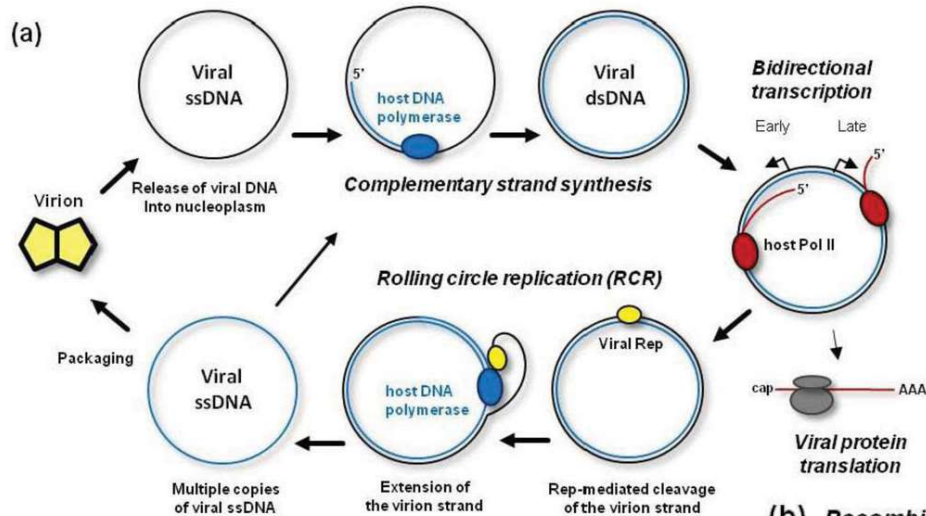 (a)
Viral
ssDNA
5'
host DNA
polymerase
Viral
dsDNA
Bidirectional
transcription
Early
Late
5'
5'
host Pol II
Virion
Release of viral DNA
Into nucleoplasm
Complementary strand synthesis
Rolling circle replication (RCR)
Packaging
Viral
ssDNA
host DNA
polymerase
Viral Rep
cap
AAA
Viral protein
translation
Multiple copies
of viral ssDNA
Extension of
the virion strand
Rep-mediated cleavage
of the virion strand
(b)